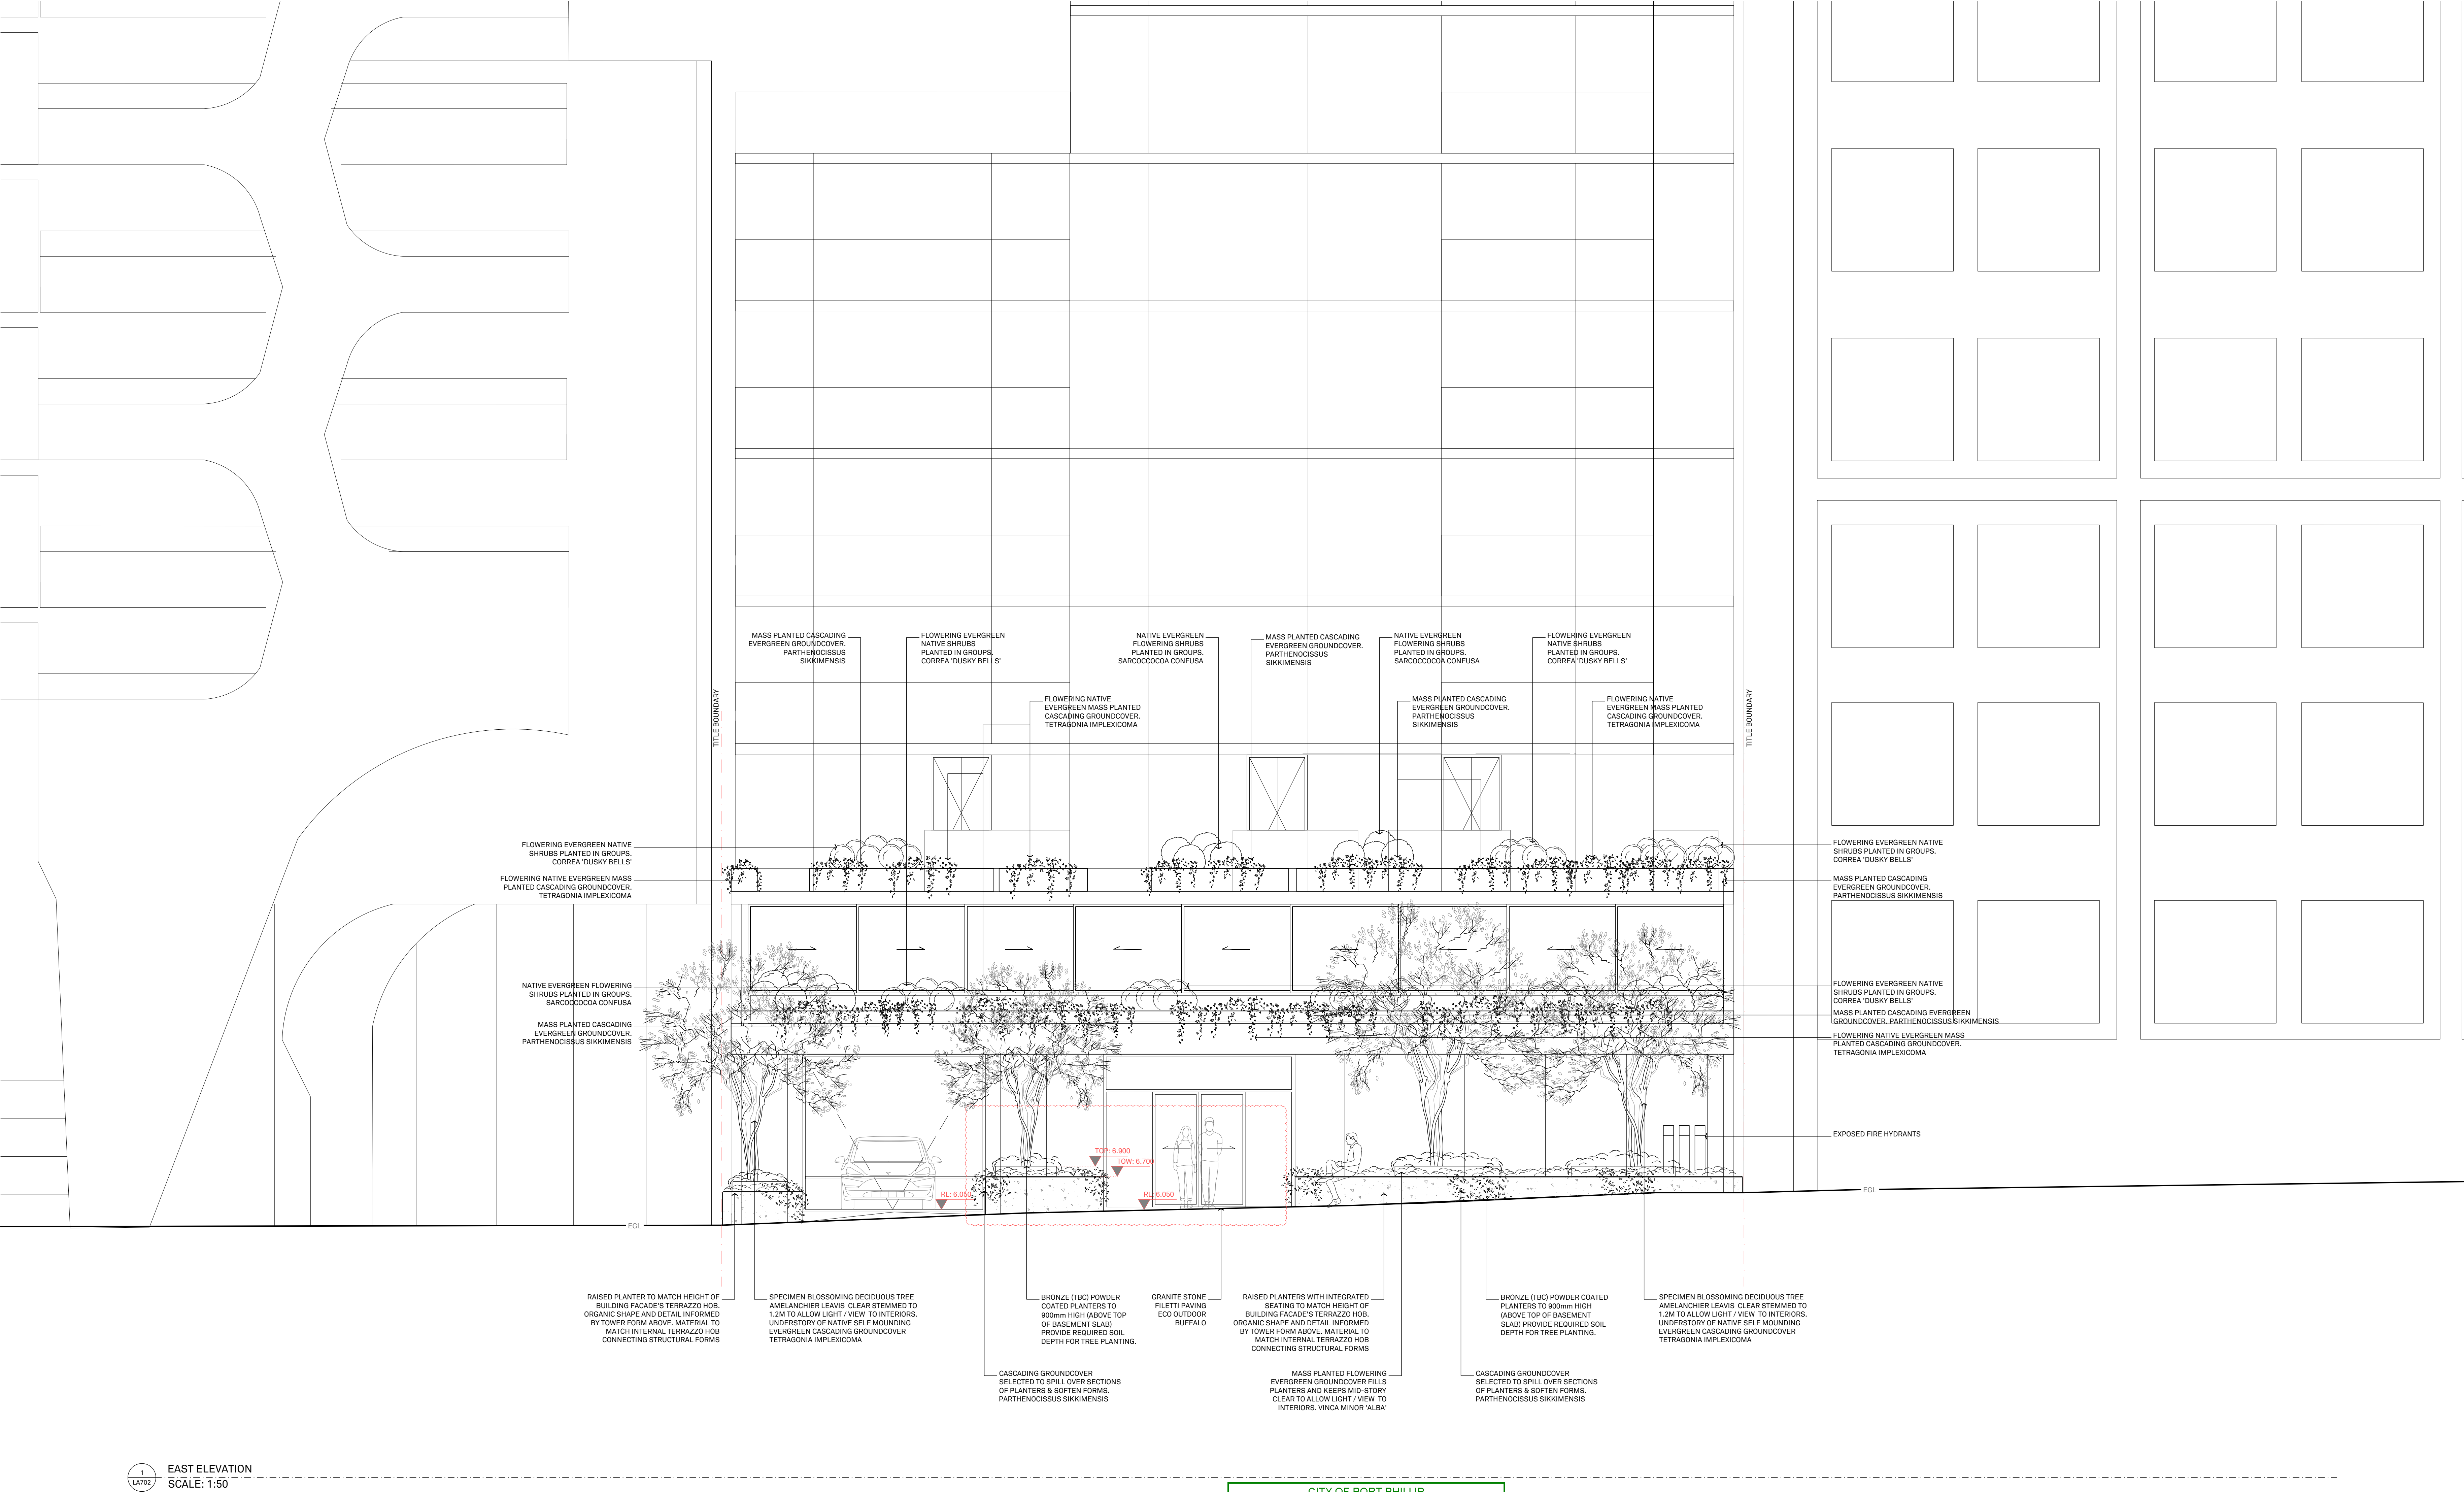 MASS PLANTED CASCADING
EVERGREEN GROUNDCOVER.
PARTHENOCISSUS
SIKKIMENSIS
FLOWERING EVERGREEN
NATIVE SHRUBS
PLANTED IN GROUPS.
CORREA 'DUSKY BELLS'
NATIVE EVERGREEN
FLOWERING SHRUBS
PLANTED IN GROUPS.
SARCOCCOCOA CONFUSA
MASS PLANTED CASCADING
EVERGREEN GROUNDCOVER.
PARTHENOCISSUS
SIKKIMENSIS
NATIVE EVERGREEN
FLOWERING SHRUBS
PLANTED IN GROUPS.
SARCOCCOCOA CONFUSA
FLOWERING EVERGREEN
NATIVE SHRUBS
PLANTED IN GROUPS.
CORREA 'DUSKY BELLS'
TITLE BOUNDARY
FLOWERING NATIVE
EVERGREEN MASS PLANTED
CASCADING GROUNDCOVER.
TETRAGONIA IMPLEXICOMA
MASS PLANTED CASCADING
EVERGREEN GROUNDCOVER.
PARTHENOCISSUS
SIKKIMENSIS
FLOWERING NATIVE
EVERGREEN MASS PLANTED
CASCADING GROUNDCOVER.
TETRAGONIA IMPLEXICOMA
TITLE BOUNDARY
FLOWERING EVERGREEN NATIVE
SHRUBS PLANTED IN GROUPS.
CORREA 'DUSKY BELLS'
FLOWERING NATIVE EVERGREEN MASS
PLANTED CASCADING GROUNDCOVER.
TETRAGONIA IMPLEXICOMA
FLOWERING EVERGREEN NATIVE
SHRUBS PLANTED IN GROUPS.
CORREA 'DUSKY BELLS'
MASS PLANTED CASCADING
EVERGREEN GROUNDCOVER.
PARTHENOCISSUS SIKKIMENSIS
NATIVE EVERGREEN FLOWERING
SHRUBS PLANTED IN GROUPS.
SARCOCCOCOA CONFUSA
MASS PLANTED CASCADING
EVERGREEN GROUNDCOVER.
PARTHENOCISSUS SIKKIMENSIS
FLOWERING EVERGREEN NATIVE
SHRUBS PLANTED IN GROUPS.
CORREA 'DUSKY BELLS'
MASS PLANTED CASCADING EVERGREEN
GROUNDCOVER. PARTHENOCISSUS SIKKIMENSIS
FLOWERING NATIVE EVERGREEN MASS
PLANTED CASCADING GROUNDCOVER.
TETRAGONIA IMPLEXICOMA
EXPOSED FIRE HYDRANTS
TOP: 6.900
TOW: 6.700
RL: 6.050
RL: 6.050
EGL
EGL
RAISED PLANTER TO MATCH HEIGHT OF
BUILDING FACADE'S TERRAZZO HOB.
ORGANIC SHAPE AND DETAIL INFORMED
BY TOWER FORM ABOVE. MATERIAL TO
MATCH INTERNAL TERRAZZO HOB
CONNECTING STRUCTURAL FORMS
SPECIMEN BLOSSOMING DECIDUOUS TREE
AMELANCHIER LEAVIS CLEAR STEMMED TO
1.2M TO ALLOW LIGHT / VIEW TO INTERIORS.
UNDERSTORY OF NATIVE SELF MOUNDING
EVERGREEN CASCADING GROUNDCOVER
TETRAGONIA IMPLEXICOMA
BRONZE (TBC) POWDER
COATED PLANTERS TO
900mm HIGH (ABOVE TOP
OF BASEMENT SLAB)
PROVIDE REQUIRED SOIL
DEPTH FOR TREE PLANTING.
GRANITE STONE
FILETTI PAVING
ECO OUTDOOR
BUFFALO
RAISED PLANTERS WITH INTEGRATED
SEATING TO MATCH HEIGHT OF
BUILDING FACADE'S TERRAZZO HOB.
ORGANIC SHAPE AND DETAIL INFORMED
BY TOWER FORM ABOVE. MATERIAL TO
MATCH INTERNAL TERRAZZO HOB
CONNECTING STRUCTURAL FORMS
BRONZE (TBC) POWDER COATED
PLANTERS TO 900mm HIGH
(ABOVE TOP OF BASEMENT
SLAB) PROVIDE REQUIRED SOIL
DEPTH FOR TREE PLANTING.
SPECIMEN BLOSSOMING DECIDUOUS TREE
AMELANCHIER LEAVIS CLEAR STEMMED TO
1.2M TO ALLOW LIGHT / VIEW TO INTERIORS.
UNDERSTORY OF NATIVE SELF MOUNDING
EVERGREEN CASCADING GROUNDCOVER
TETRAGONIA IMPLEXICOMA
CASCADING GROUNDCOVER
SELECTED TO SPILL OVER SECTIONS
OF PLANTERS & SOFTEN FORMS.
PARTHENOCISSUS SIKKIMENSIS
MASS PLANTED FLOWERING
EVERGREEN GROUNDCOVER FILLS
PLANTERS AND KEEPS MID-STORY
CLEAR TO ALLOW LIGHT / VIEW TO
INTERIORS. VINCA MINOR 'ALBA'
CASCADING GROUNDCOVER
SELECTED TO SPILL OVER SECTIONS
OF PLANTERS & SOFTEN FORMS.
PARTHENOCISSUS SIKKIMENSIS
1
LA702
EAST ELEVATION
SCALE: 1:50
CITY OF PORT PHILLIP